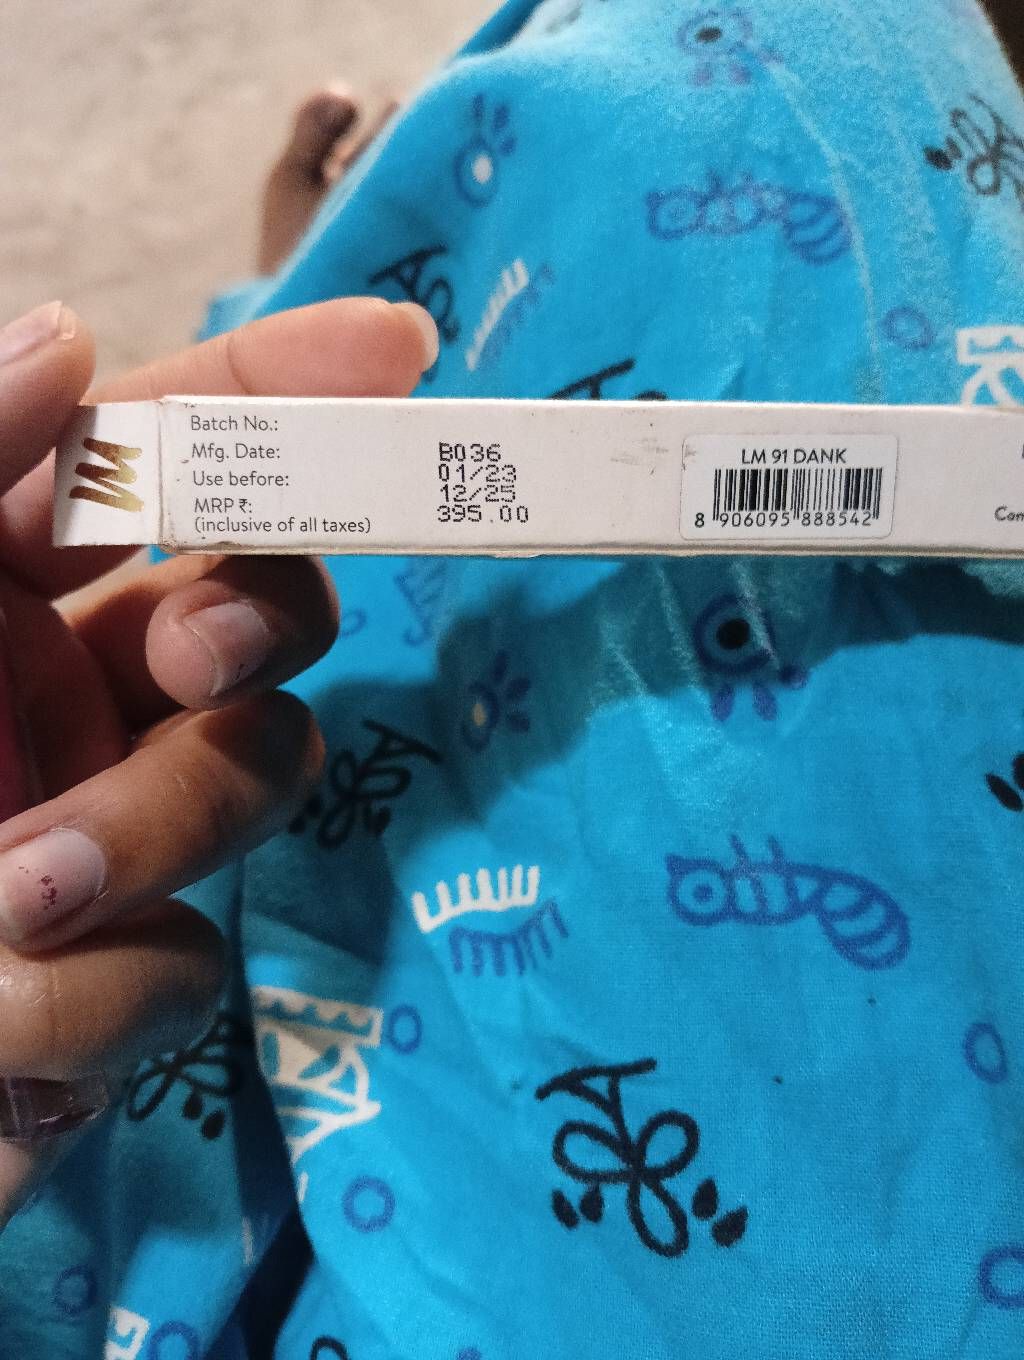 Batch No.:
Mfg. Date:
Use before:
MRP ₹:
(inclusive of all taxes)
B036
01/23
12/25
395.00
LM 91 DANK
8 906095 888542
M